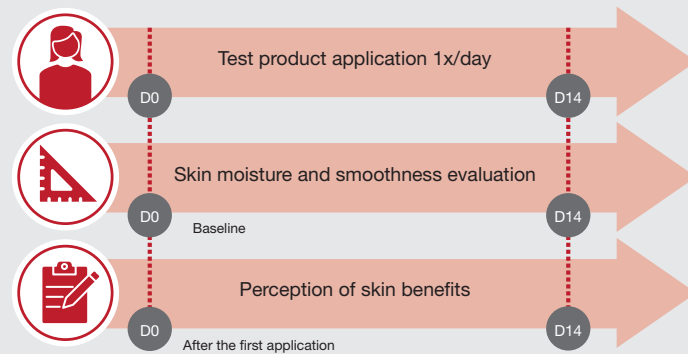 Test product application 1x/day
D0
D14
Skin moisture and smoothness evaluation
D0
D14
Baseline
Perception of skin benefits
D0
D14
After the first application